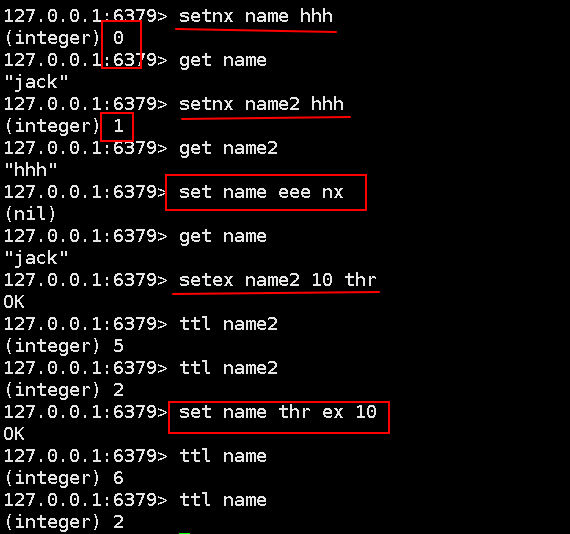 127.0.0.1:6379> setnx name hhh
(integer) 0
127.0.0.1:6379> get name
"jack"
127.0.0.1:6379> setnx name2 hhh
(integer) 1
127.0.0.1:6379> get name2
"hhh"
127.0.0.1:6379> set name eee nx
(nil)
127.0.0.1:6379> get name
"jack"
127.0.0.1:6379> setex name2 10 thr
OK
127.0.0.1:6379> ttl name2
(integer) 5
127.0.0.1:6379> ttl name2
(integer) 2
127.0.0.1:6379> set name thr ex 10
OK
127.0.0.1:6379> ttl name
(integer) 6
127.0.0.1:6379> ttl name
(integer) 2